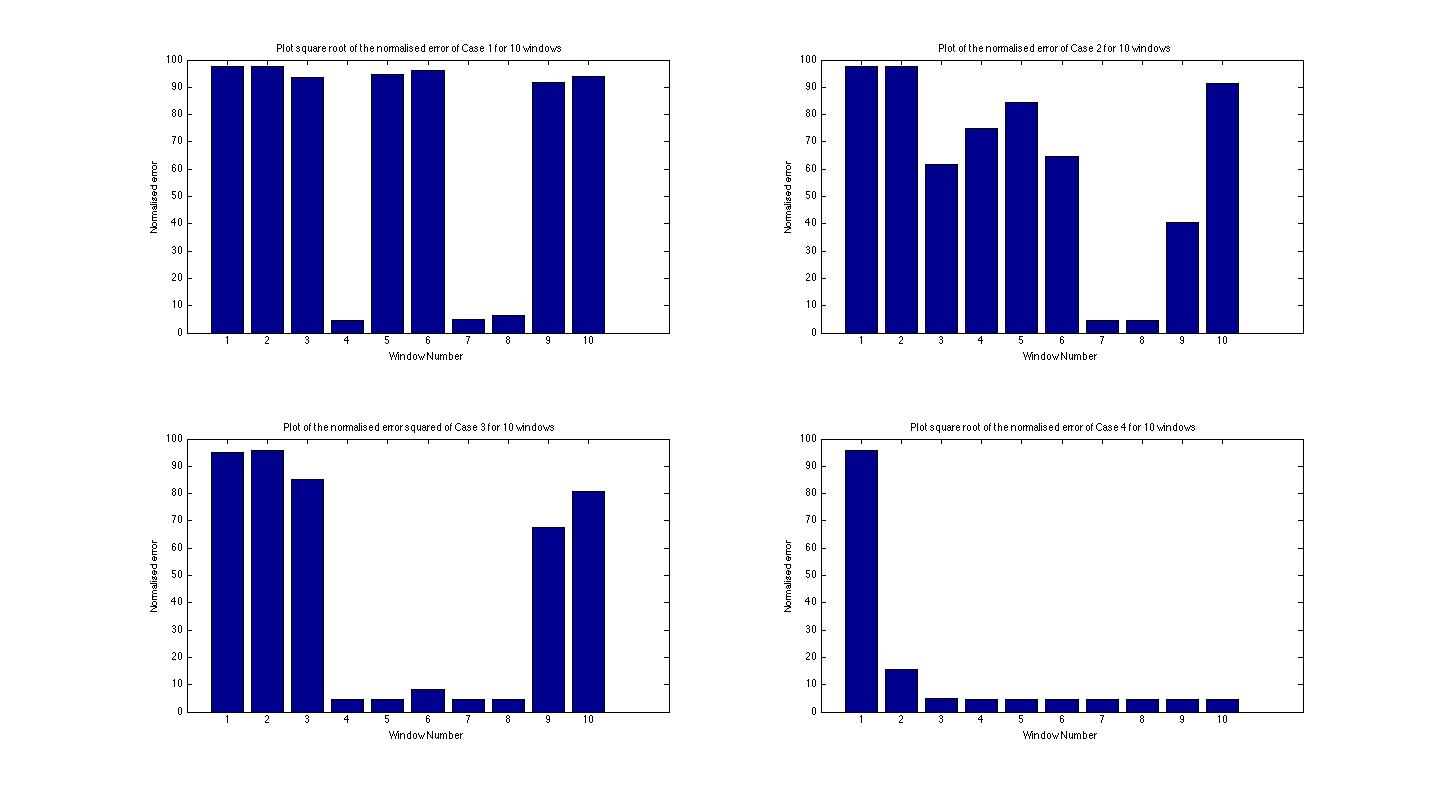 Plot square root of the normalised error of Case 1 for 10 windows
100
90
80
70
60
50
40
30
20
10
0
Normalised error
1 2 3 4 5 6 7 8 9 10
Window Number
Plot of the normalised error of Case 2 for 10 windows
100
90
80
70
60
50
40
30
20
10
0
Normalised error
1 2 3 4 5 6 7 8 9 10
Window Number
Plot of the normalised error squared of Case 3 for 10 windows
100
90
80
70
60
50
40
30
20
10
0
Normalised error
1 2 3 4 5 6 7 8 9 10
Window Number
Plot square root of the normalised error of Case 4 for 10 windows
100
90
80
70
60
50
40
30
20
10
0
Normalised error
1 2 3 4 5 6 7 8 9 10
Window Number